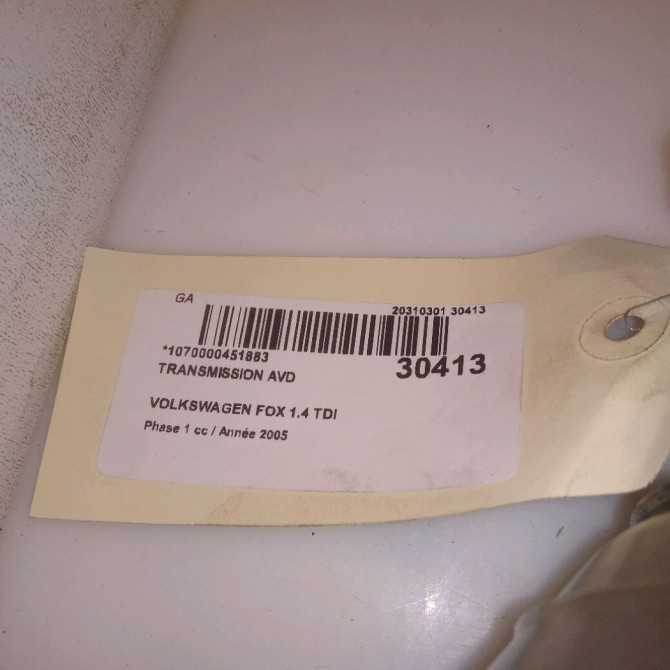 GA
20310301 30413
*1070000451883
30413
TRANSMISSION AVD
VOLKSWAGEN FOX 1.4 TDI
Phase 1 cc / Année 2005